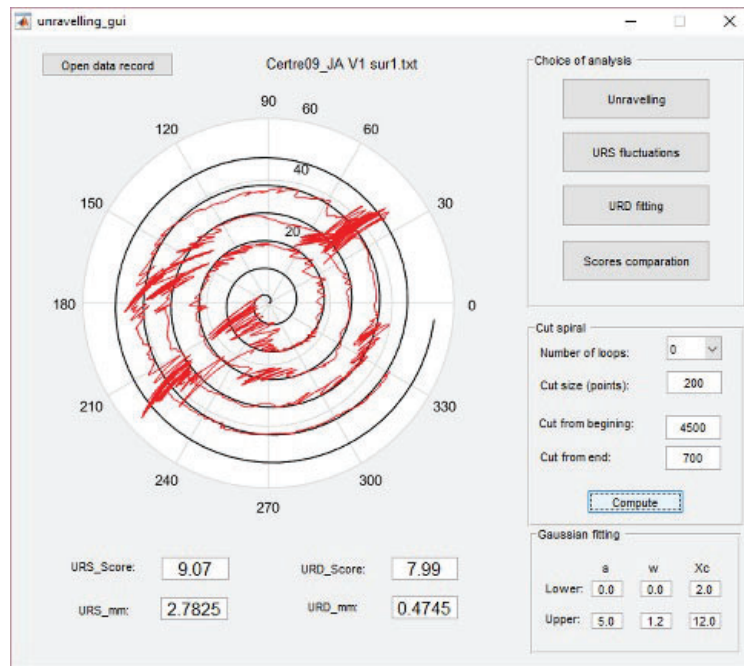 unravelling_gui
Open data record
Certre09_JA V1 sur1.txt
90
60
120
60
40
150
30
20
180
0
210
330
240
300
270
URS_Score: 9.07
URD_Score: 7.99
URS_mm: 2.7825
URD_mm: 0.4745
Choice of analysis
Unravelling
URS fluctuations
URD fitting
Scores comparation
Cut spiral
Number of loops: 0
Cut size (points): 200
Cut from begining: 4500
Cut from end: 700
Compute
Gaussian fitting
a w Xc
Lower: 0.0 0.0 2.0
Upper: 5.0 1.2 12.0